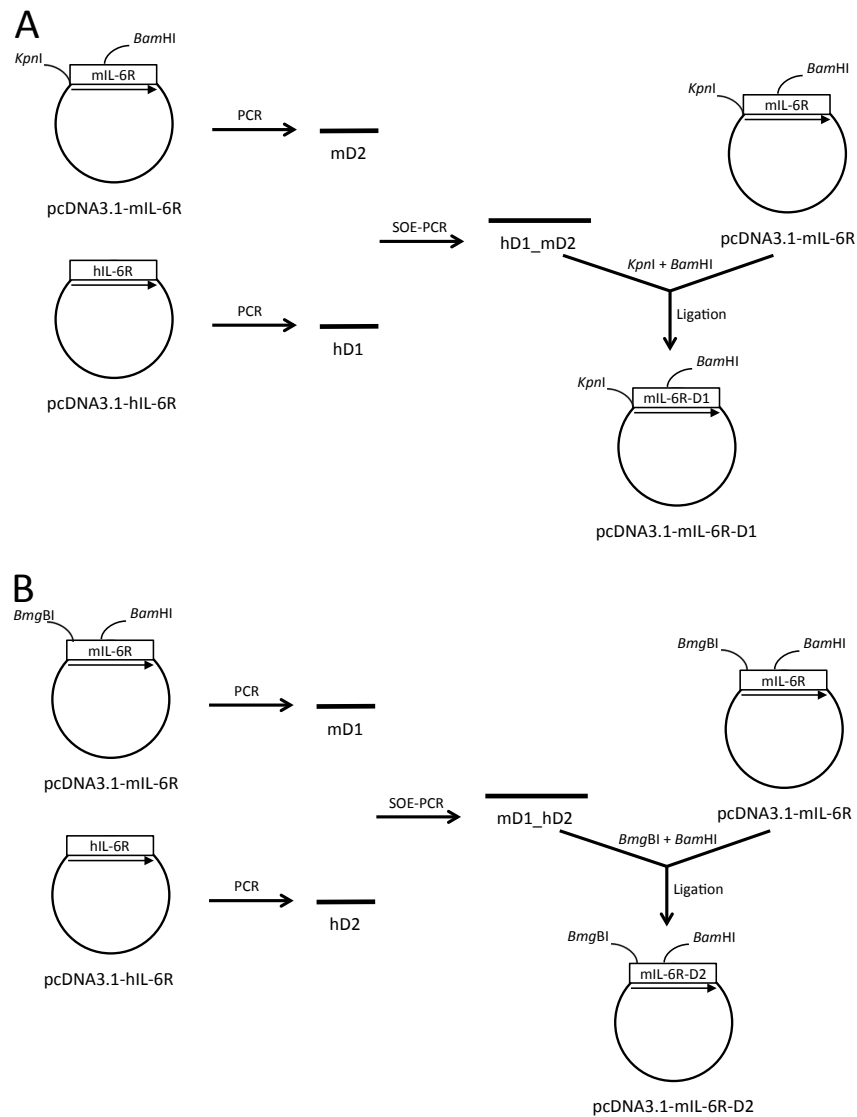 A
BamHI
KpnI
mIL-6R
PCR
mD2
pcDNA3.1-mIL-6R
BamHI
KpnI
mIL-6R
pcDNA3.1-mIL-6R
SOE-PCR
hD1_mD2
KpnI + BamHI
hIL-6R
PCR
hD1
pcDNA3.1-hIL-6R
Ligation
BamHI
KpnI
mIL-6R-D1
pcDNA3.1-mIL-6R-D1
B
BmgBI
BamHI
mIL-6R
PCR
mD1
pcDNA3.1-mIL-6R
BmgBI
BamHI
mIL-6R
pcDNA3.1-mIL-6R
SOE-PCR
mD1_hD2
BmgBI + BamHI
hIL-6R
PCR
hD2
pcDNA3.1-hIL-6R
Ligation
BmgBI
BamHI
mIL-6R-D2
pcDNA3.1-mIL-6R-D2